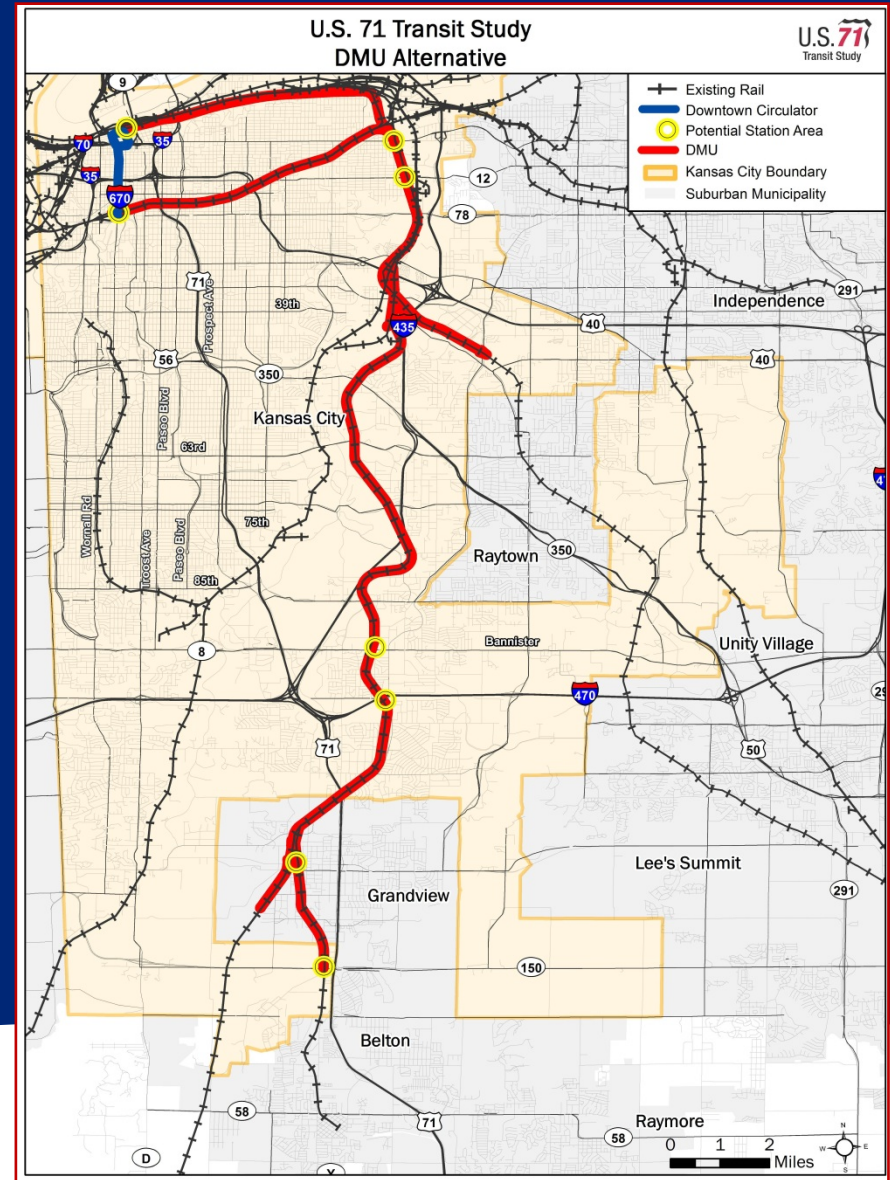 U.S. 71 Transit Study
DMU Alternative
U.S. 71
Transit Study
Existing Rail
Downtown Circulator
Potential Station Area
DMU
Kansas City Boundary
Suburban Municipality
9
70
35
35
670
12
78
71
Prospect Ave
39th
435
Independence
291
40
40
56
350
Kansas City
Paseo Blvd
63rd
Wornall Rd
Troost Ave
Paseo Blvd
75th
85th
Raytown
350
8
Bannister
Unity Village
470
71
50
Lee's Summit
Grandview
291
150
Belton
58
71
Raymore
58
D
N
W
E
S
0 1 2
Miles